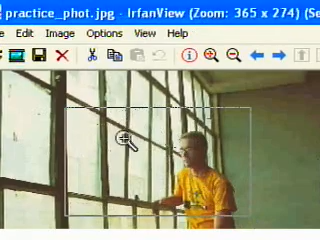 practice_phot.jpg - IrfanView (Zoom: 365 x 274) (Se
Edit Image Options View Help